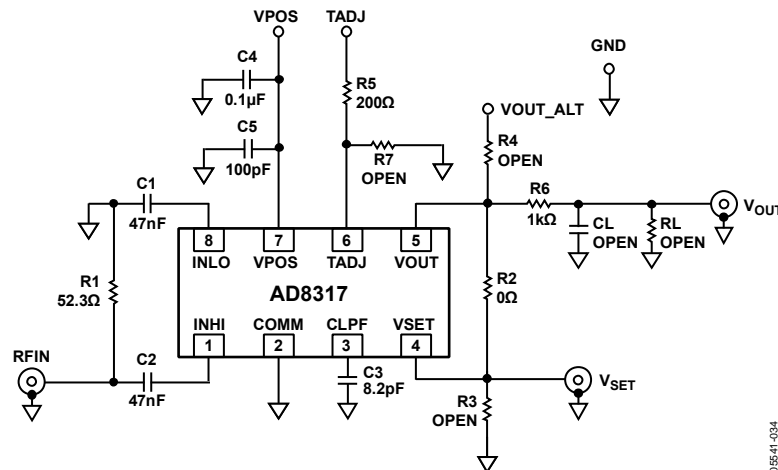 VPOS
TADJ
GND
C4
0.1µF
R5
200Ω
VOUT_ALT
C5
100pF
R7
OPEN
R4
OPEN
C1
47nF
R6
1kΩ
VOUT
CL
OPEN
RL
OPEN
8
7
6
5
INLO
VPOS
TADJ
VOUT
R1
52.3Ω
AD8317
R2
0Ω
INHI
COMM
CLPF
VSET
1
2
3
4
RFIN
C2
47nF
C3
8.2pF
VSET
R3
OPEN